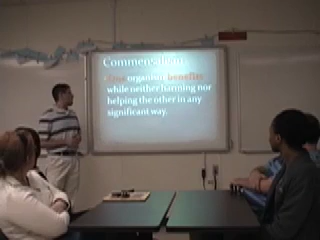 Commensalism
One organism benefits
while neither harming nor
helping the other in any
significant way.